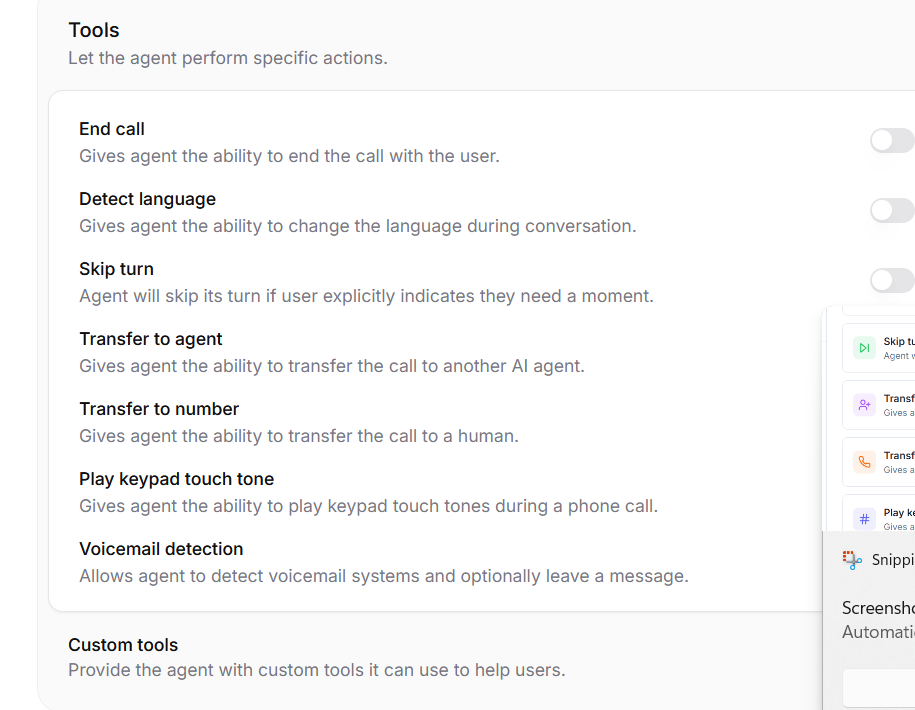 Tools
Let the agent perform specific actions.
End call
Gives agent the ability to end the call with the user.
Detect language
Gives agent the ability to change the language during conversation.
Skip turn
Agent will skip its turn if user explicitly indicates they need a moment.
Transfer to agent
Gives agent the ability to transfer the call to another AI agent.
Transfer to number
Gives agent the ability to transfer the call to a human.
Play keypad touch tone
Gives agent the ability to play keypad touch tones during a phone call.
Voicemail detection
Allows agent to detect voicemail systems and optionally leave a message.
Custom tools
Provide the agent with custom tools it can use to help users.
Skip tu
Agent w
Transf
Gives a
Transf
Gives a
Play ke
Gives a
Snippi
Screensho
Automati